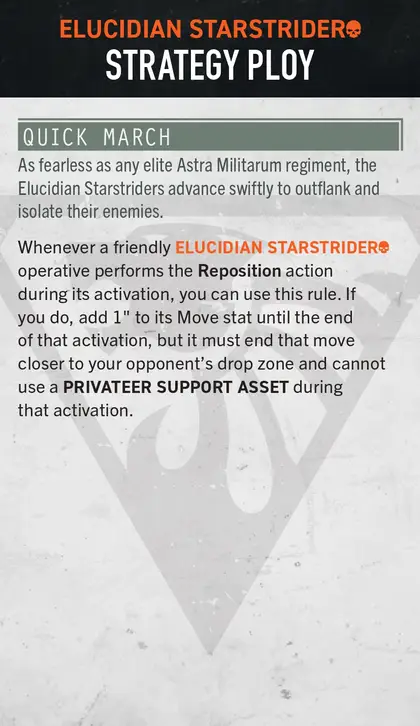 ELUCIDIAN STARSTRIDER
STRATEGY PLOY
QUICK MARCH
As fearless as any elite Astra Militarum regiment, the
Elucidian Starstriders advance swiftly to outflank and
isolate their enemies.
Whenever a friendly ELUCIDIAN STARSTRIDER
operative performs the Reposition action
during its activation, you can use this rule. If
you do, add 1" to its Move stat until the end
of that activation, but it must end that move
closer to your opponent’s drop zone and cannot
use a PRIVATEER SUPPORT ASSET during
that activation.